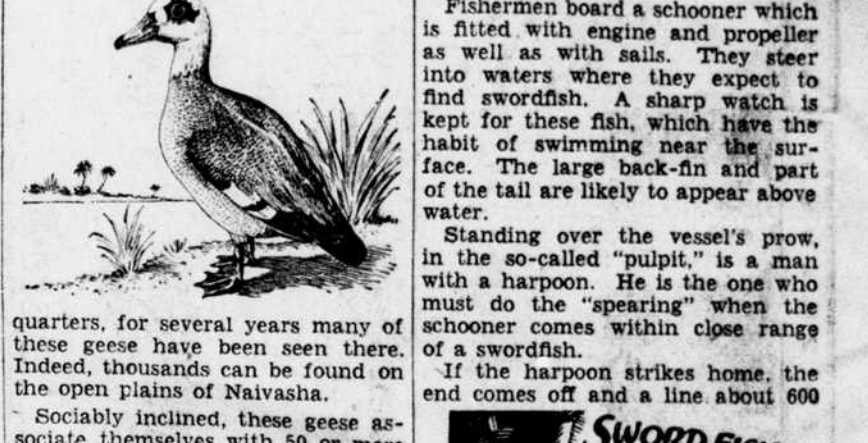 quarters, for several years many of
these geese have been seen there.
Indeed, thousands can be found on
the open plains of Naivasha.
Sociably inclined, these geese as-
sociate themselves with 50 or more
Fishermen board a schooner which
is fitted with engine and propeller
as well as with sails. They steer
into waters where they expect to
find swordfish. A sharp watch is
kept for these fish, which have the
habit of swimming near the sur-
face. The large back-fin and part
of the tail are likely to appear above
water.
Standing over the vessel's prow,
in the so-called "pulpit," is a man
with a harpoon. He is the one who
must do the "spearing" when the
schooner comes within close range
of a swordfish.
If the harpoon strikes home, the
end comes off and a line about 600
SWORD FISH